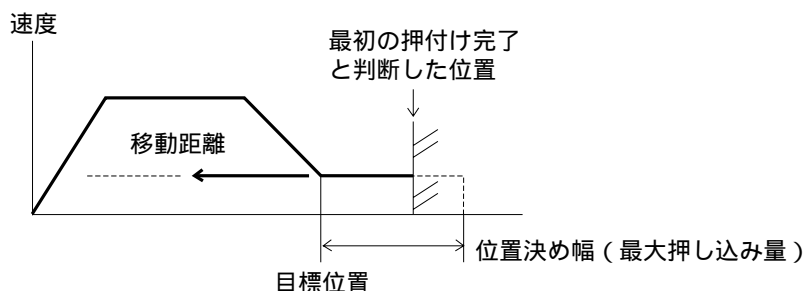 速度
最初の押付け完了
と判断した位置
移動距離
位置決め幅（最大押し込み量）
目標位置